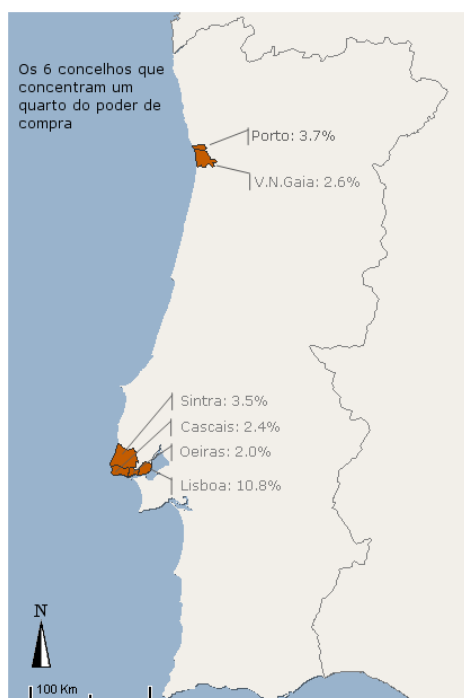 Os 6 concelhos que
concentram um
quarto do poder de
compra
Porto: 3.7%
V.N.Gaia: 2.6%
Sintra: 3.5%
Cascais: 2.4%
Oeiras: 2.0%
Lisboa: 10.8%
N
100 Km